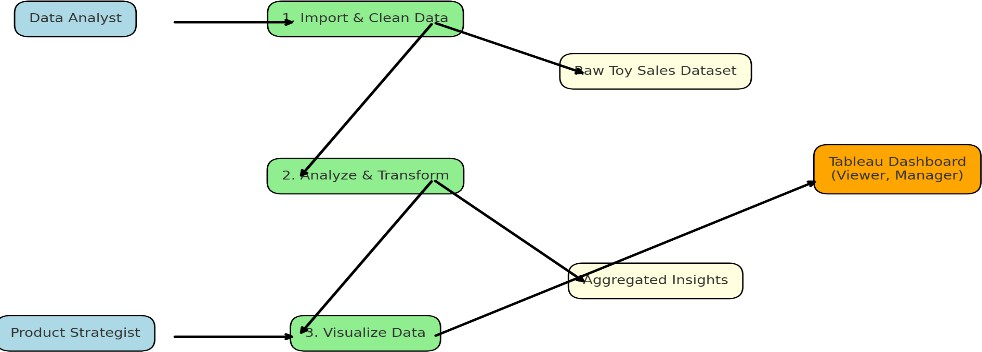 Data Analyst
1. Import & Clean Data
Raw Toy Sales Dataset
2. Analyze & Transform
Tableau Dashboard
(Viewer, Manager)
Aggregated Insights
Product Strategist
3. Visualize Data